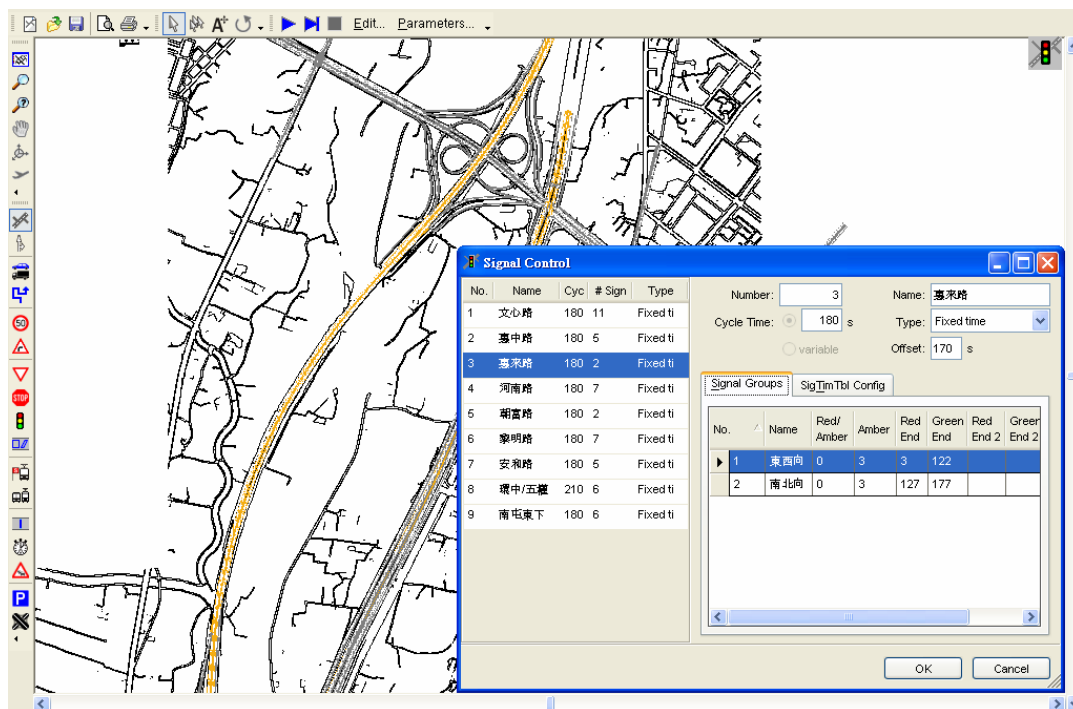 Edit... Parameters...
50
STOP
P
Signal Control
No. Name Cyc # Sign Type
1 文心路 180 11 Fixed ti
2 惠中路 180 5 Fixed ti
3 惠來路 180 2 Fixed ti
4 河南路 180 7 Fixed ti
5 朝富路 180 2 Fixed ti
6 黎明路 180 7 Fixed ti
7 安和路 180 5 Fixed ti
8 環中/五權 210 6 Fixed ti
9 南屯東下 180 6 Fixed ti
Number: 3 Name: 惠來路
Cycle Time: 180 s Type: Fixed time
variable Offset: 170 s
Signal Groups SigTimTbl Config
No. Name Red/Amber Amber Red End Green End Red End 2 Green End 2
1 東西向 0 3 3 122
2 南北向 0 3 127 177
OK Cancel